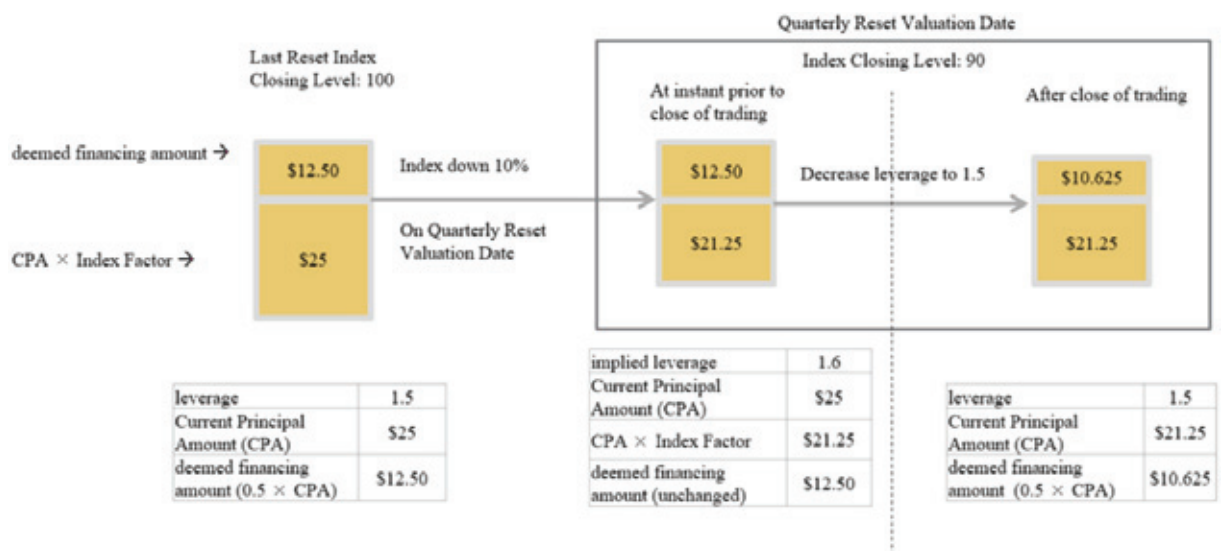 Quarterly Reset Valuation Date
Last Reset Index
Closing Level: 100
Index Closing Level: 90
At instant prior to
close of trading
After close of trading
deemed financing amount →
$12.50
Index down 10%
$12.50
Decrease leverage to 1.5
$10.625
On Quarterly Reset
Valuation Date
CPA × Index Factor →
$25
$21.25
$21.25
leverage 1.5
Current Principal
Amount (CPA) $25
deemed financing
amount (0.5 × CPA) $12.50
implied leverage 1.6
Current Principal
Amount (CPA) $25
CPA × Index Factor $21.25
deemed financing
amount (unchanged) $12.50
leverage 1.5
Current Principal
Amount (CPA) $21.25
deemed financing
amount (0.5 × CPA) $10.625